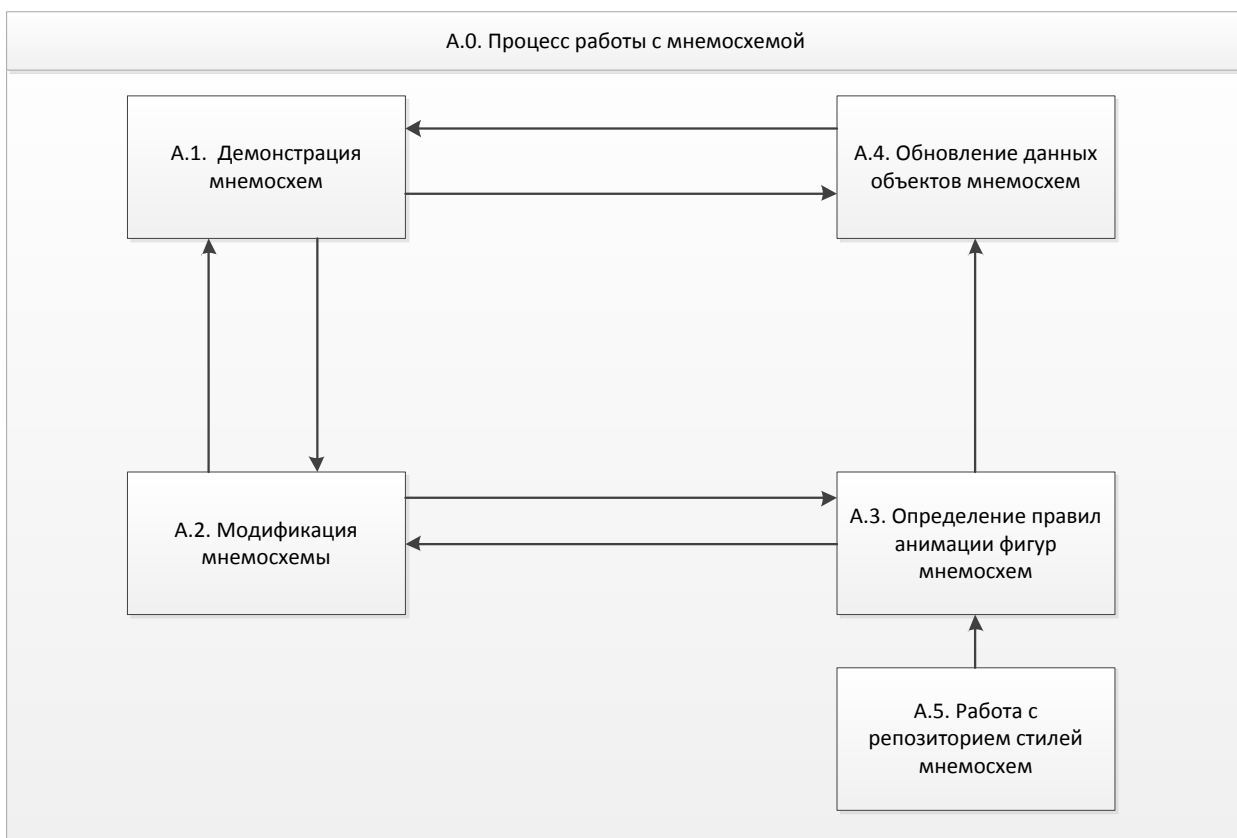 А.0. Процесс работы с мнемосхемой
А.1. Демонстрация
мнемосхем
А.4. Обновление данных
объектов мнемосхем
А.2. Модификация
мнемосхемы
А.3. Определение правил
анимации фигур
мнемосхем
А.5. Работа с
репозиторием стилей
мнемосхем